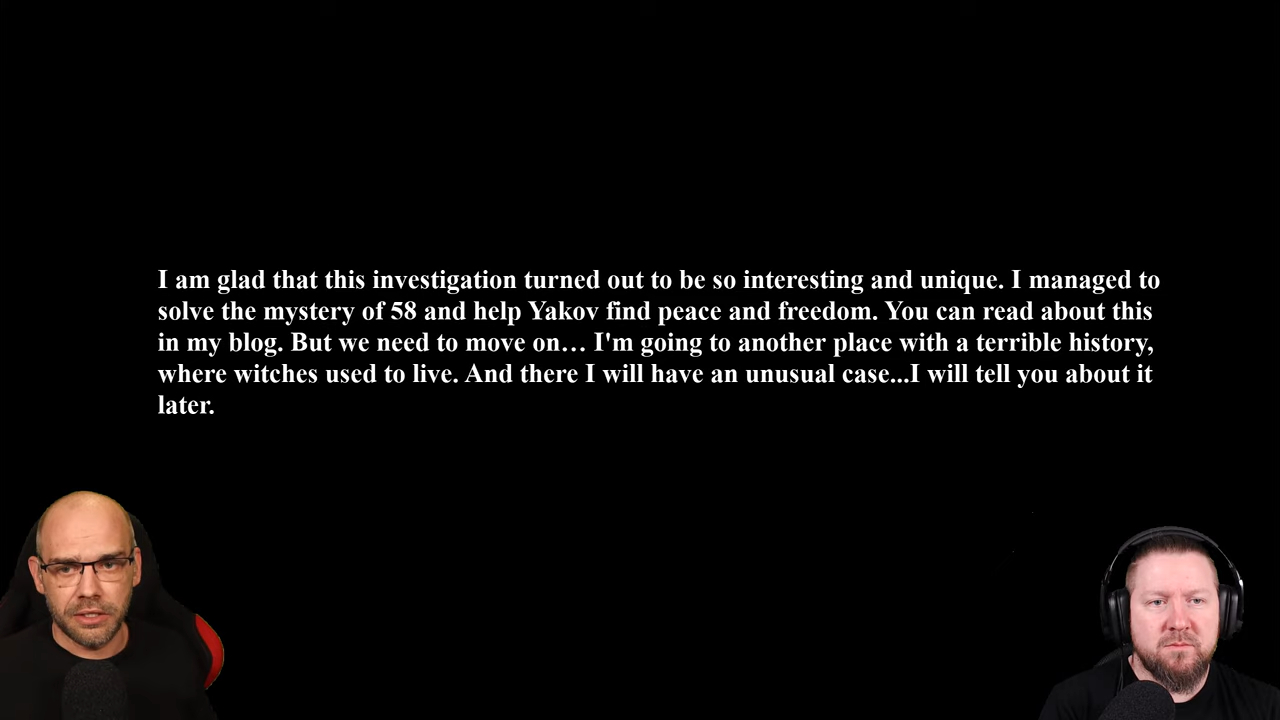 I am glad that this investigation turned out to be so interesting and unique. I managed to
solve the mystery of 58 and help Yakov find peace and freedom. You can read about this
in my blog. But we need to move on… I'm going to another place with a terrible history,
where witches used to live. And there I will have an unusual case...I will tell you about it
later.